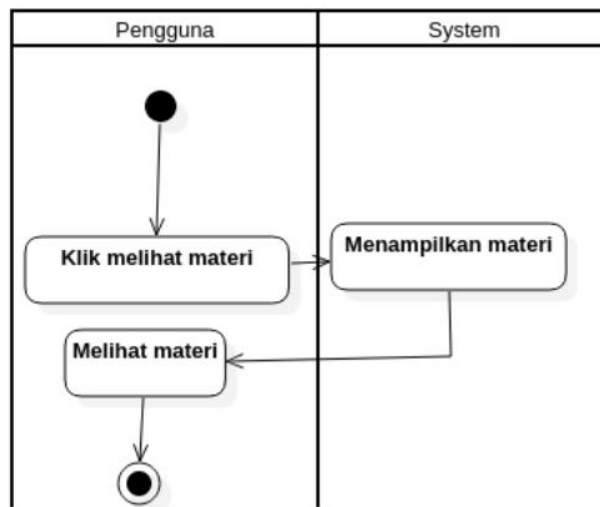 Pengguna
System
Klik melihat materi
Menampilkan materi
Melihat materi